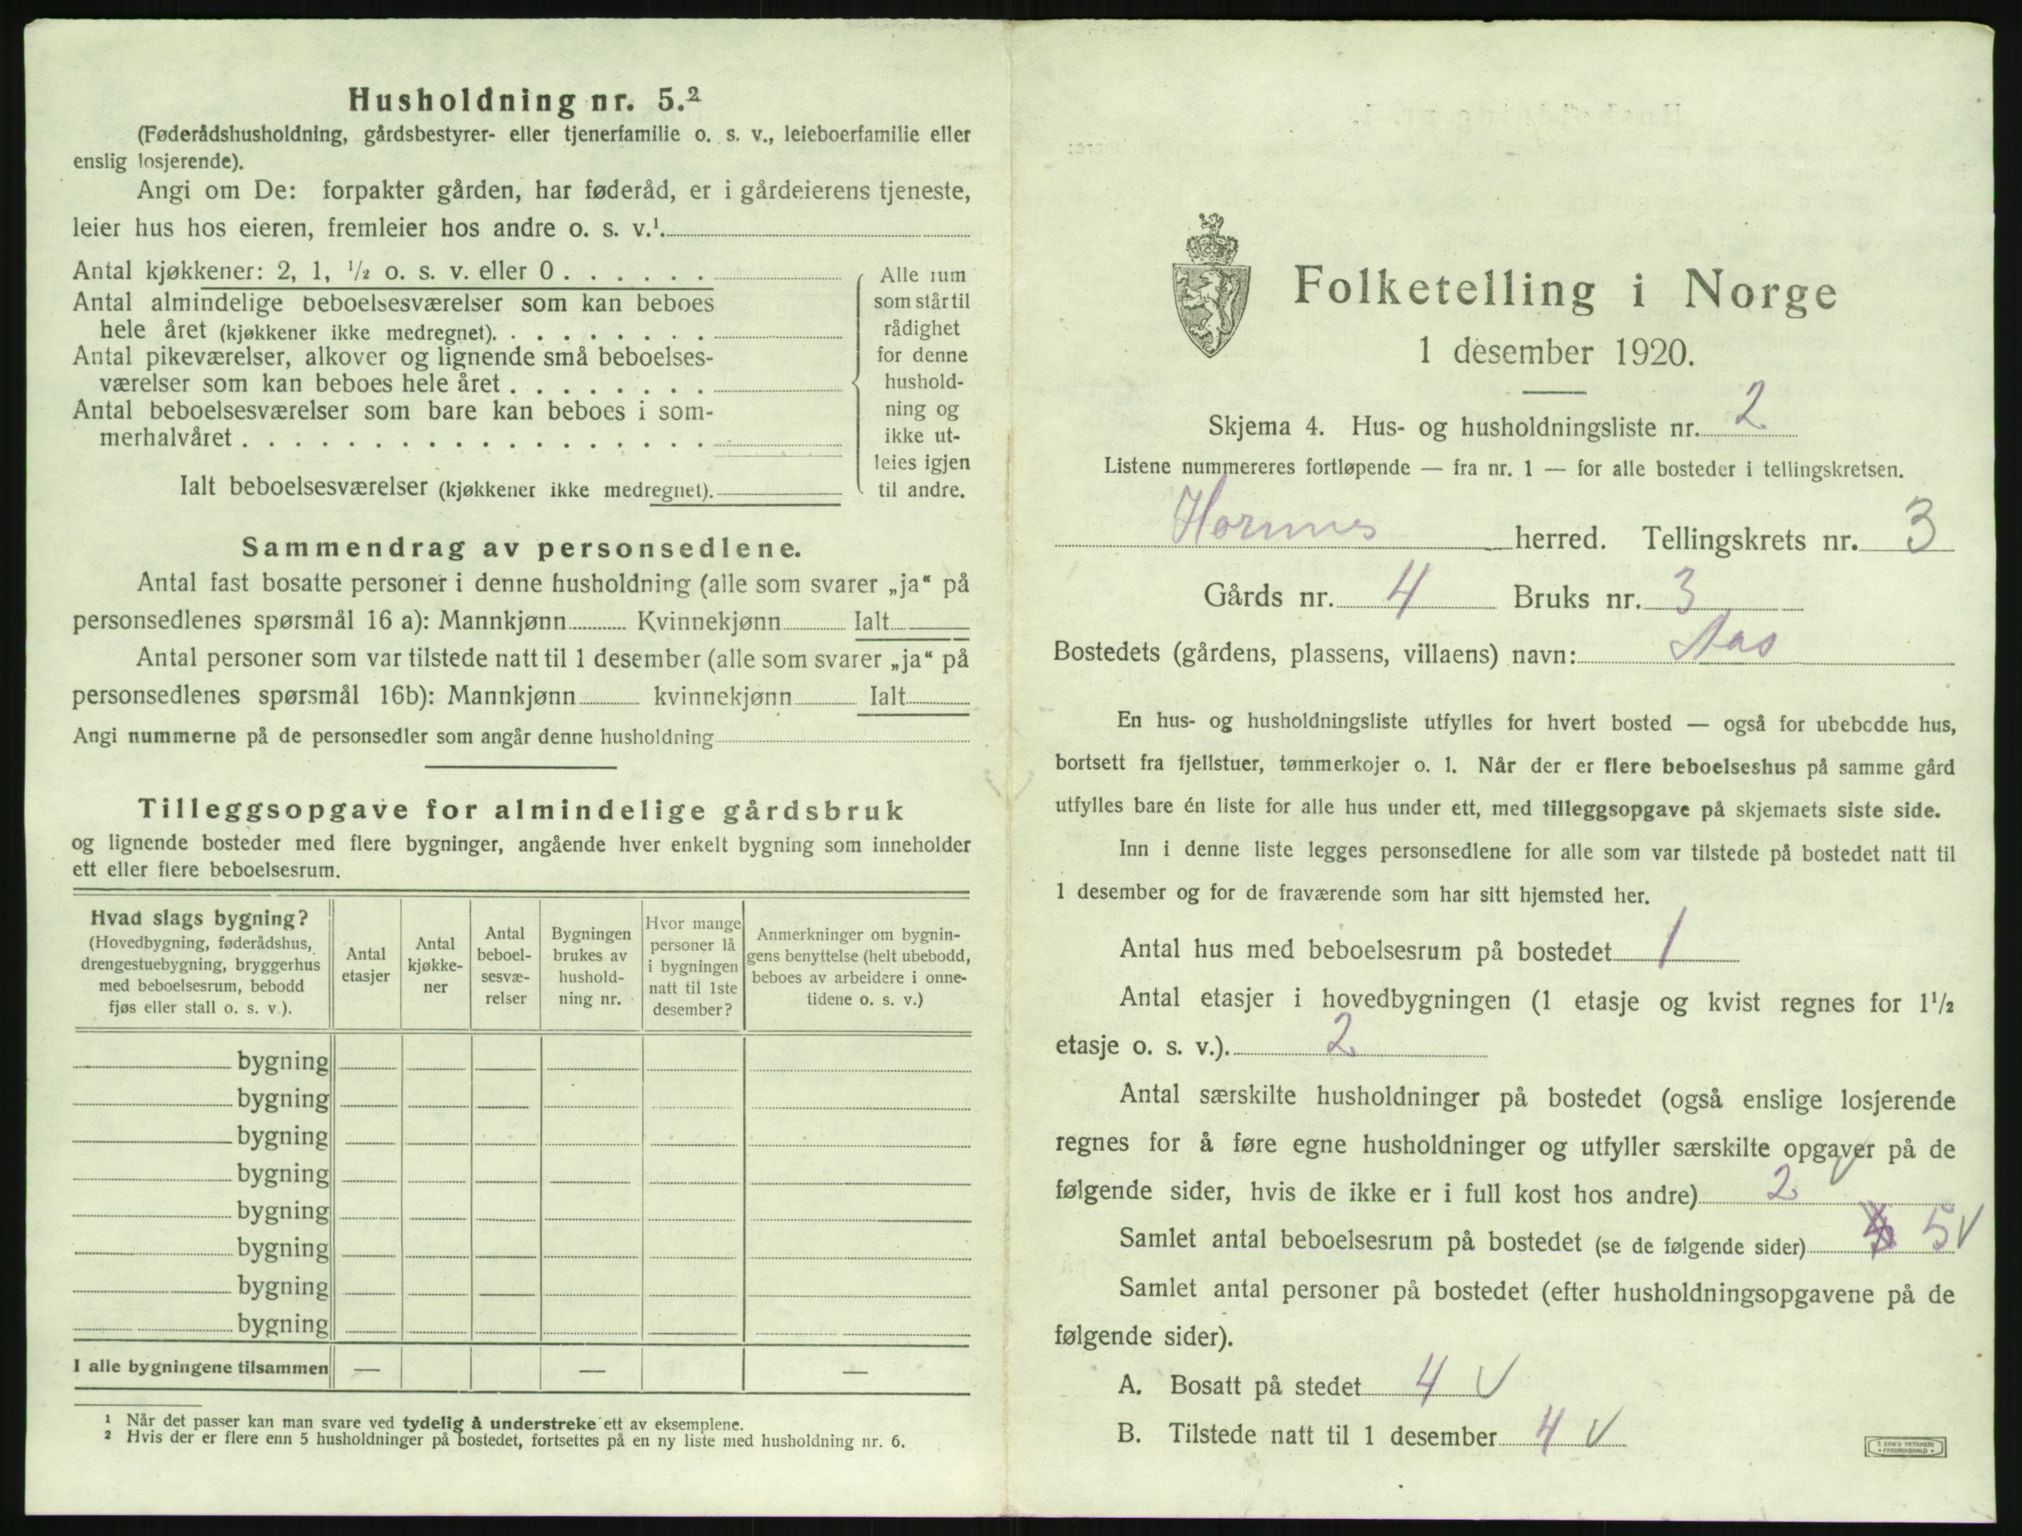 Husholdning nr. 5.²
(Føderådshusholdning, gårdsbestyrer- eller tjenerfamilie o. s. v., leieboerfamilie eller
enslig losjerende).
Angi om De: forpakter gården, har føderåd, er i gårdeierens tjeneste,
leier hus hos eieren, fremleier hos andre o. s. v.¹
Antal kjøkkener: 2, 1, ½ o. s. v. eller 0 . . . . . .
Antal almindelige beboelsesværelser som kan beboes
hele året (kjøkkener ikke medregnet). . . . . . . . .
Antal pikeværelser, alkover og lignende små beboelses-
værelser som kan beboes hele året . . . . . . . .
Antal beboelsesværelser som bare kan beboes i som-
merhalvåret . . . . . . . . . . . . . . . . . .
Ialt beboelsesværelser (kjøkkener ikke medregnet).
Alle rum
som står til
rådighet
for denne
hushold-
ning og
ikke ut-
leies igjen
til andre.
Sammendrag av personsedlene.
Antal fast bosatte personer i denne husholdning (alle som svarer „ja“ på
personsedlenes spørsmål 16 a): Mannkjønn Kvinnekjønn Ialt
Antal personer som var tilstede natt til 1 desember (alle som svarer „ja“ på
personsedlenes spørsmål 16b): Mannkjønn kvinnekjønn Ialt
Angi nummerne på de personsedler som angår denne husholdning
Tilleggsopgave for almindelige gårdsbruk
og lignende bosteder med flere bygninger, angående hver enkelt bygning som inneholder
ett eller flere beboelsesrum.
Hvad slags bygning?
(Hovedbygning, føderådshus,
drengestuebygning, bryggerhus
med beboelsesrum, bebodd
fjøs eller stall o. s. v.).
Antal
etasjer
Antal
kjøkke-
ner
Antal
beboel-
sesvæ-
relser
Bygningen
brukes av
hushold-
ning nr.
Hvor mange
personer lå
i bygningen
natt til 1ste
desember?
Anmerkninger om bygnin-
gens benyttelse (helt ubebodd,
beboes av arbeidere i onne-
tidene o. s. v.)
bygning
bygning
bygning
bygning
bygning
bygning
bygning
bygning
I alle bygningene tilsammen — — —
¹ Når det passer kan man svare ved tydelig å understreke ett av eksemplene.
² Hvis der er flere enn 5 husholdninger på bostedet, fortsettes på en ny liste med husholdning nr. 6.
Folketelling i Norge
1 desember 1920.
Skjema 4. Hus- og husholdningsliste nr. 2
Listene nummereres fortløpende — fra nr. 1 — for alle bosteder i tellingskretsen.
Hornnes herred. Tellingskrets nr. 3
Gårds nr. 4 Bruks nr. 3
Bostedets (gårdens, plassens, villaens) navn: Aas
En hus- og husholdningsliste utfylles for hvert bosted — også for ubebodde hus,
bortsett fra fjellstuer, tømmerkojer o. l. Når der er flere beboelseshus på samme gård
utfylles bare én liste for alle hus under ett, med tilleggsopgave på skjemaets siste side.
Inn i denne liste legges personsedlene for alle som var tilstede på bostedet natt til
1 desember og for de fraværende som har sitt hjemsted her.
Antal hus med beboelsesrum på bostedet 1
Antal etasjer i hovedbygningen (1 etasje og kvist regnes for 1½
etasje o. s. v.). 2
Antal særskilte husholdninger på bostedet (også enslige losjerende
regnes for å føre egne husholdninger og utfyller særskilte opgaver på de
følgende sider, hvis de ikke er i full kost hos andre) 2 V
Samlet antal beboelsesrum på bostedet (se de følgende sider) 5 V
Samlet antal personer på bostedet (efter husholdningsopgavene på de
følgende sider).
A. Bosatt på stedet 4 V
B. Tilstede natt til 1 desember 4 V